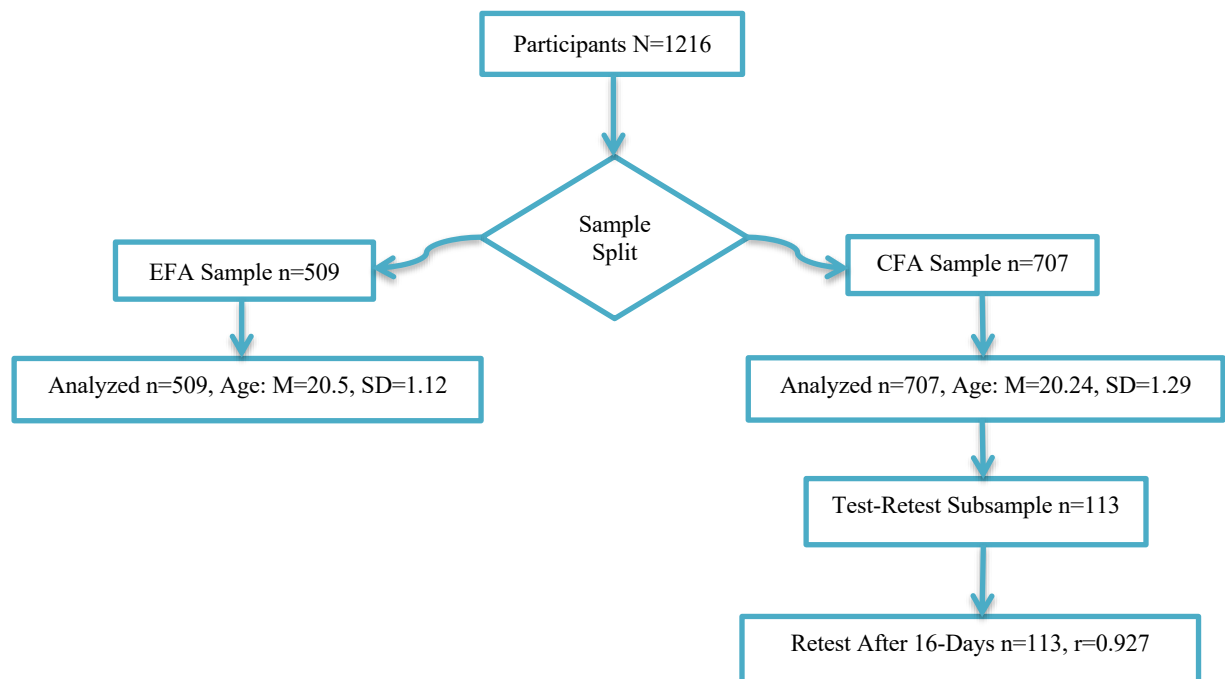 Participants N=1216
Sample
Split
EFA Sample n=509
CFA Sample n=707
Analyzed n=509, Age: M=20.5, SD=1.12
Analyzed n=707, Age: M=20.24, SD=1.29
Test-Retest Subsample n=113
Retest After 16-Days n=113, r=0.927